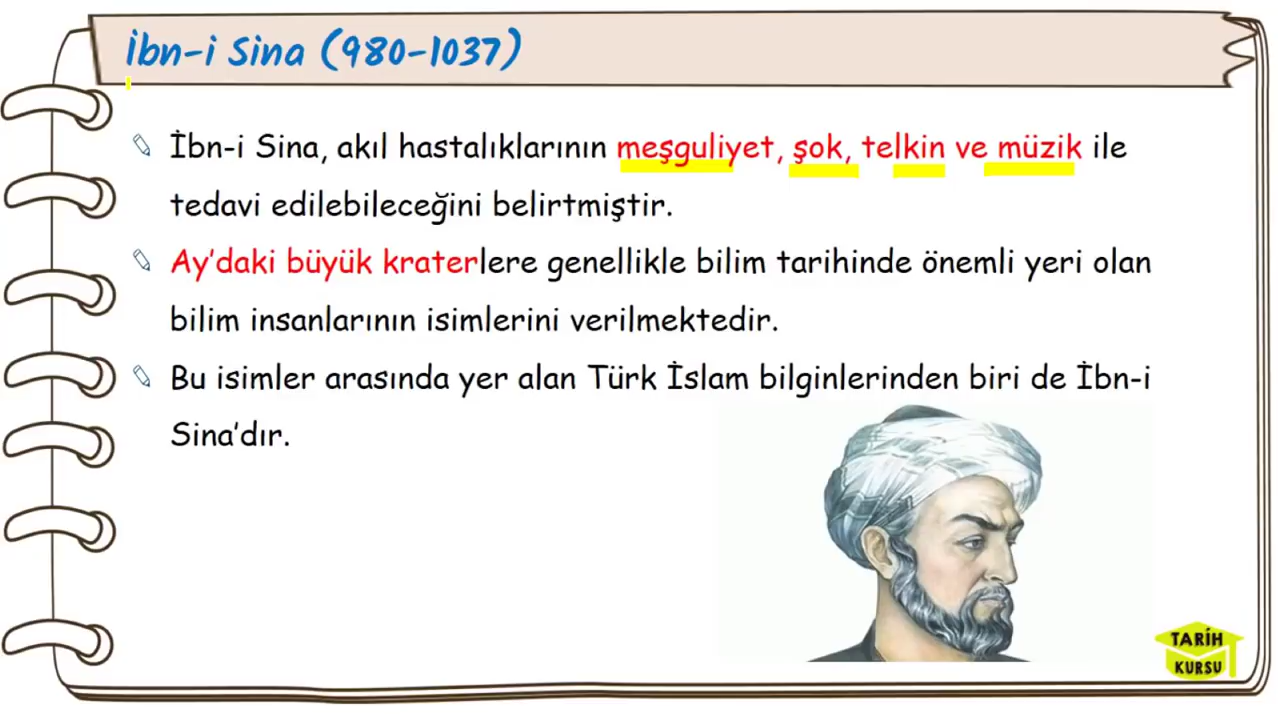 İbn-i Sina (980-1037)
İbn-i Sina, akıl hastalıklarının meşguliyet, şok, telkin ve müzik ile
tedavi edilebileceğini belirtmiştir.
Ay'daki büyük kraterlere genellikle bilim tarihinde önemli yeri olan
bilim insanlarının isimlerini verilmektedir.
Bu isimler arasında yer alan Türk İslam bilginlerinden biri de İbn-i
Sina'dır.
TARİH
KURSU